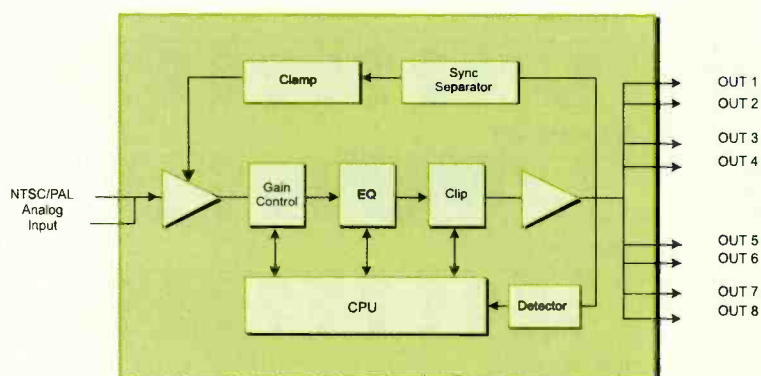 Clamp
Sync
Separator
OUT 1
OUT 2
OUT 3
OUT 4
NTSC/PAL
Analog
Input
Gain
Control
EQ
Clip
OUT 5
OUT 6
CPU
Detector
OUT 7
OUT 8